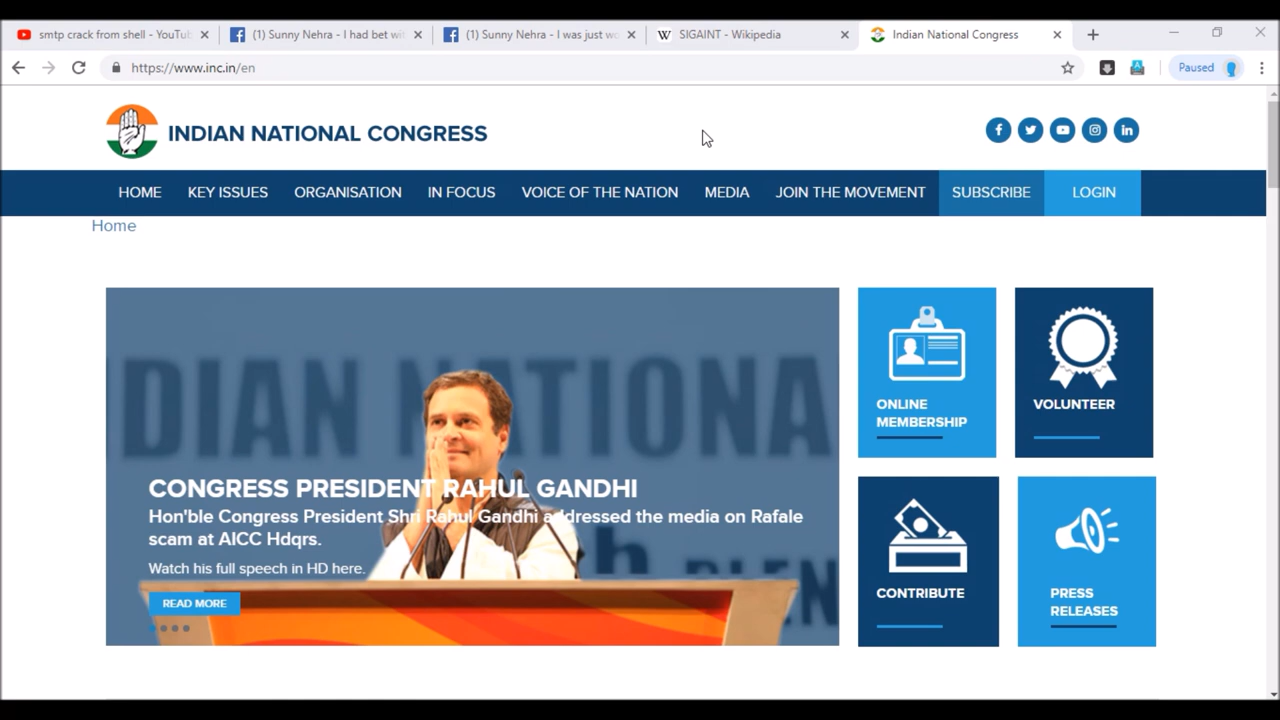 smtp crack from shell - YouTu
(1) Sunny Nehra - I had bet wi
(1) Sunny Nehra - I was just wo
W SIGAINT - Wikipedia
Indian National Congress
https://www.inc.in/en
Paused
INDIAN NATIONAL CONGRESS
HOME KEY ISSUES ORGANISATION IN FOCUS VOICE OF THE NATION MEDIA JOIN THE MOVEMENT SUBSCRIBE LOGIN
Home
DIAN NATIONA
CONGRESS PRESIDENT RAHUL GANDHI
Hon'ble Congress President Shri Rahul Gandhi addressed the media on Rafale
scam at AICC Hdqrs.
Watch his full speech in HD here.
READ MORE
ONLINE
MEMBERSHIP
VOLUNTEER
CONTRIBUTE
PRESS
RELEASES